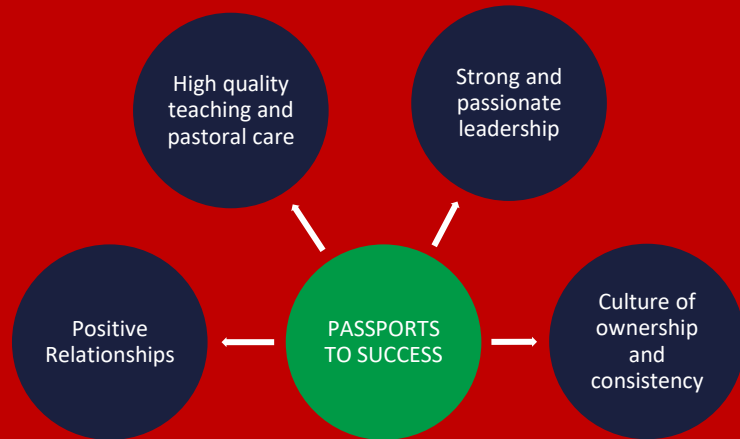 High quality
teaching and
pastoral care
Strong and
passionate
leadership
Positive
Relationships
PASSPORTS
TO SUCCESS
Culture of
ownership
and
consistency